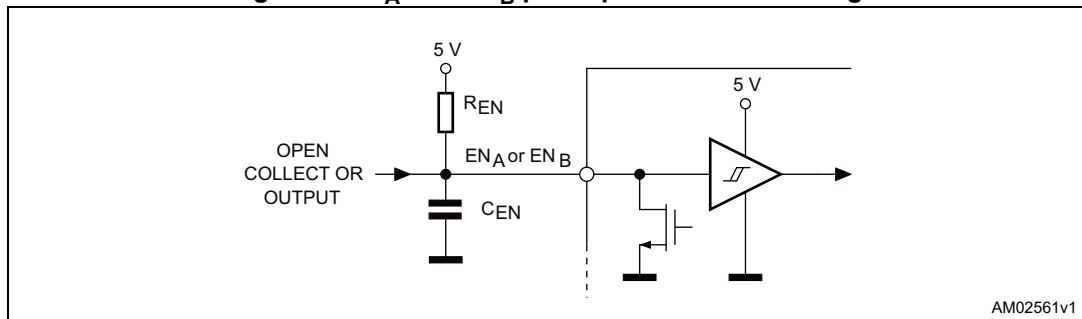 5 V
R_EN
5 V
OPEN
COLLECT OR
OUTPUT
EN_A or EN_B
C_EN
AM02561v1